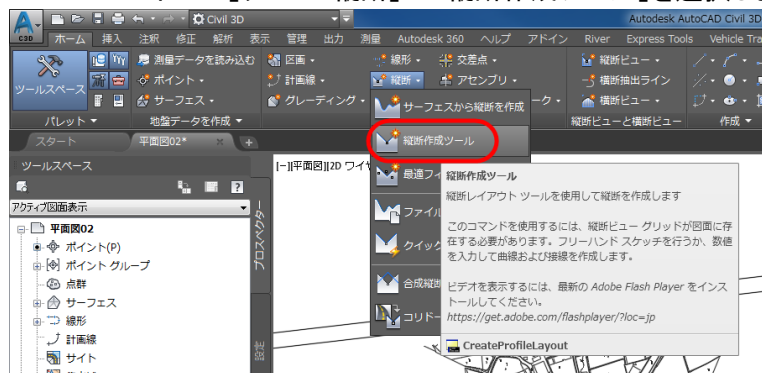 Civil 3D
Autodesk AutoCAD Civil 3D
C3D
ホーム 挿入 注釈 修正 解析 表示 管理 出力 測量 Autodesk 360 ヘルプ アドイン River Express Tools Vehicle Tra
ツールスペース
測量データを読み込む
ポイント
サーフェス
区画
計画線
グレーディング
線形
縦断
交差点
アセンブリ
ーク
縦断ビュー
縦断抽出ライン
横断ビュー
パレット
地盤データを作成
縦断ビューと横断ビュー
作成
サーフェスから縦断を作成
縦断作成ツール
最適フィ
ファイル
クイック
合成縦断
コリドー
スタート
平面図02*
[-][平面図][2D ワイヤ
ツールスペース
アクティブ図面表示
プロスペクター
設定
平面図02
ポイント(P)
ポイント グループ
点群
サーフェス
線形
計画線
サイト
縦断作成ツール
縦断レイアウト ツールを使用して縦断を作成します
このコマンドを使用するには、縦断ビュー グリッドが図面に存
在する必要があります。フリーハンド スケッチを行うか、数値
を入力して曲線および接線を作成します。
ビデオを表示するには、最新の Adobe Flash Player をインス
トールしてください。
https://get.adobe.com/flashplayer/?loc=jp
CreateProfileLayout